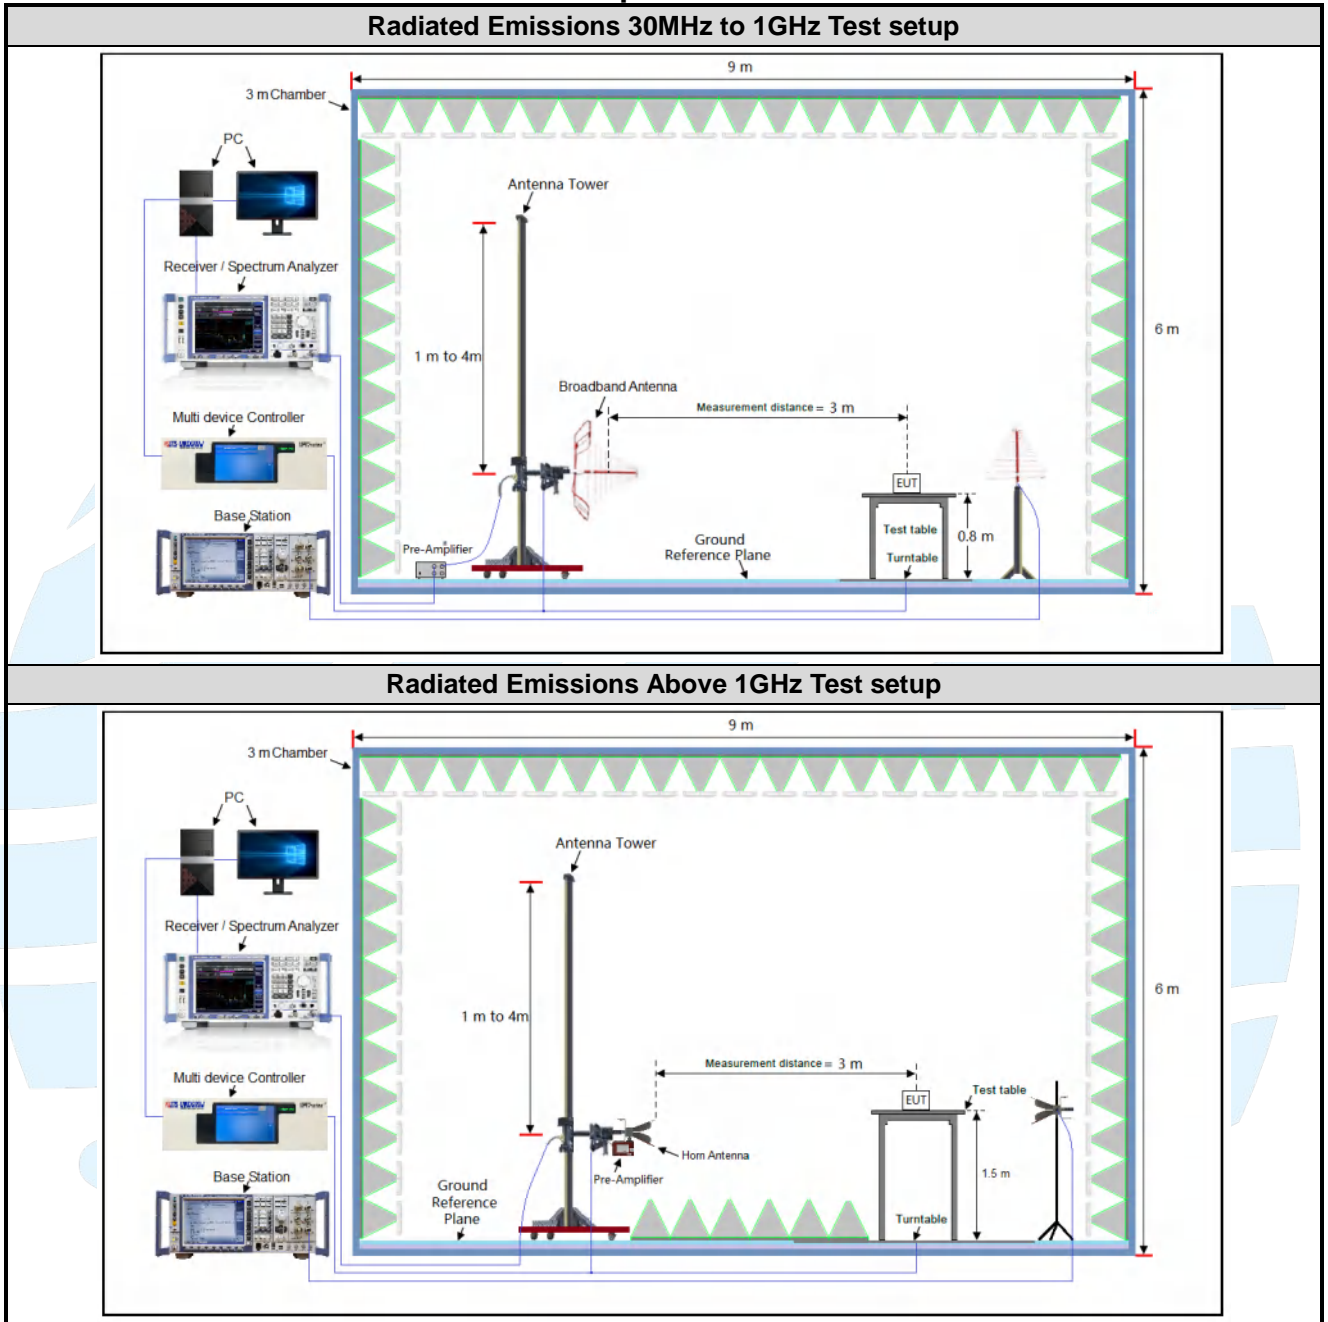 Radiated Emissions 30MHz to 1GHz Test setup
9 m
3 m Chamber
PC
Antenna Tower
Receiver / Spectrum Analyzer
6 m
1 m to 4m
Broadband Antenna
Measurement distance = 3 m
Multi device Controller
EUT
Base Station
Test table
0.8 m
Ground
Reference Plane
Pre-Amplifier
Turntable
Radiated Emissions Above 1GHz Test setup
9 m
3 m Chamber
PC
Antenna Tower
Receiver / Spectrum Analyzer
6 m
1 m to 4m
Measurement distance = 3 m
Multi device Controller
EUT
Test table
Horn Antenna
Pre-Amplifier
1.5 m
Base Station
Ground
Reference
Plane
Turntable